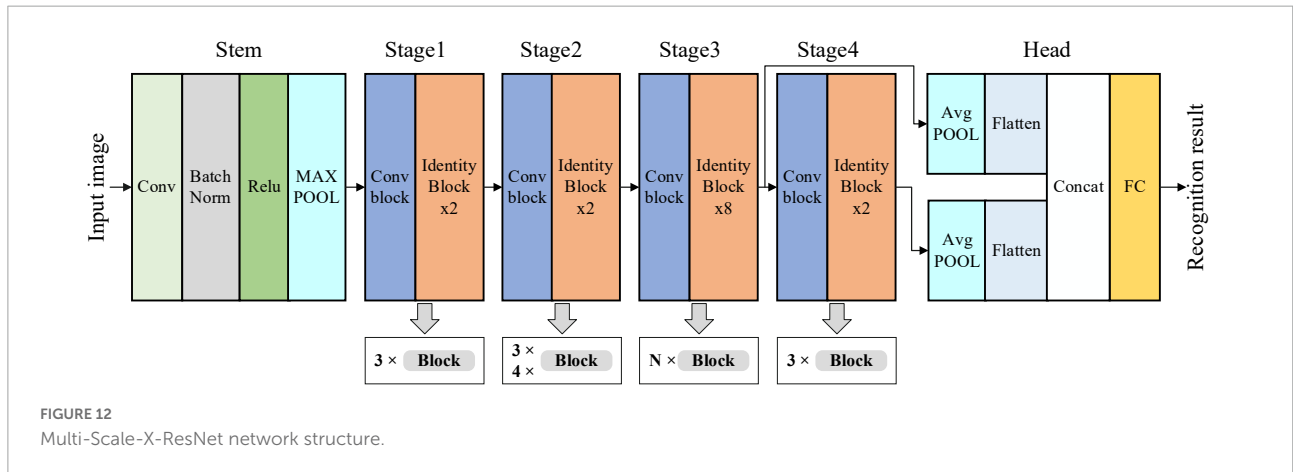 Stem
Stage1
Stage2
Stage3
Stage4
Head
Input image
Conv
Batch
Norm
Relu
MAX
POOL
Conv
block
Identity
Block
x2
Conv
block
Identity
Block
x2
Conv
block
Identity
Block
x8
Conv
block
Identity
Block
x2
Avg
POOL
Flatten
Avg
POOL
Flatten
Concat
FC
Recognition result
3 × Block
3 ×
4 ×
Block
N × Block
3 × Block
FIGURE 12
Multi-Scale-X-ResNet network structure.